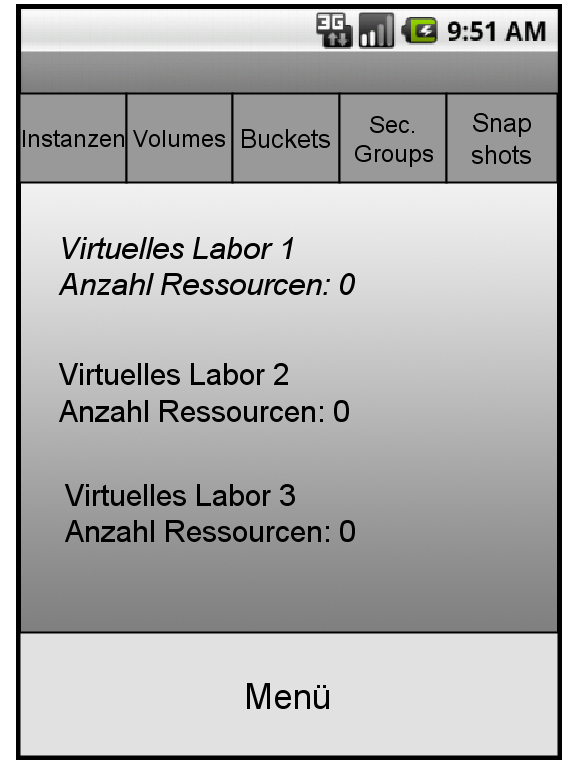 3G 9:51 AM
Instanzen Volumes Buckets Sec. Groups Snap shots
Virtuelles Labor 1
Anzahl Ressourcen: 0
Virtuelles Labor 2
Anzahl Ressourcen: 0
Virtuelles Labor 3
Anzahl Ressourcen: 0
Menü